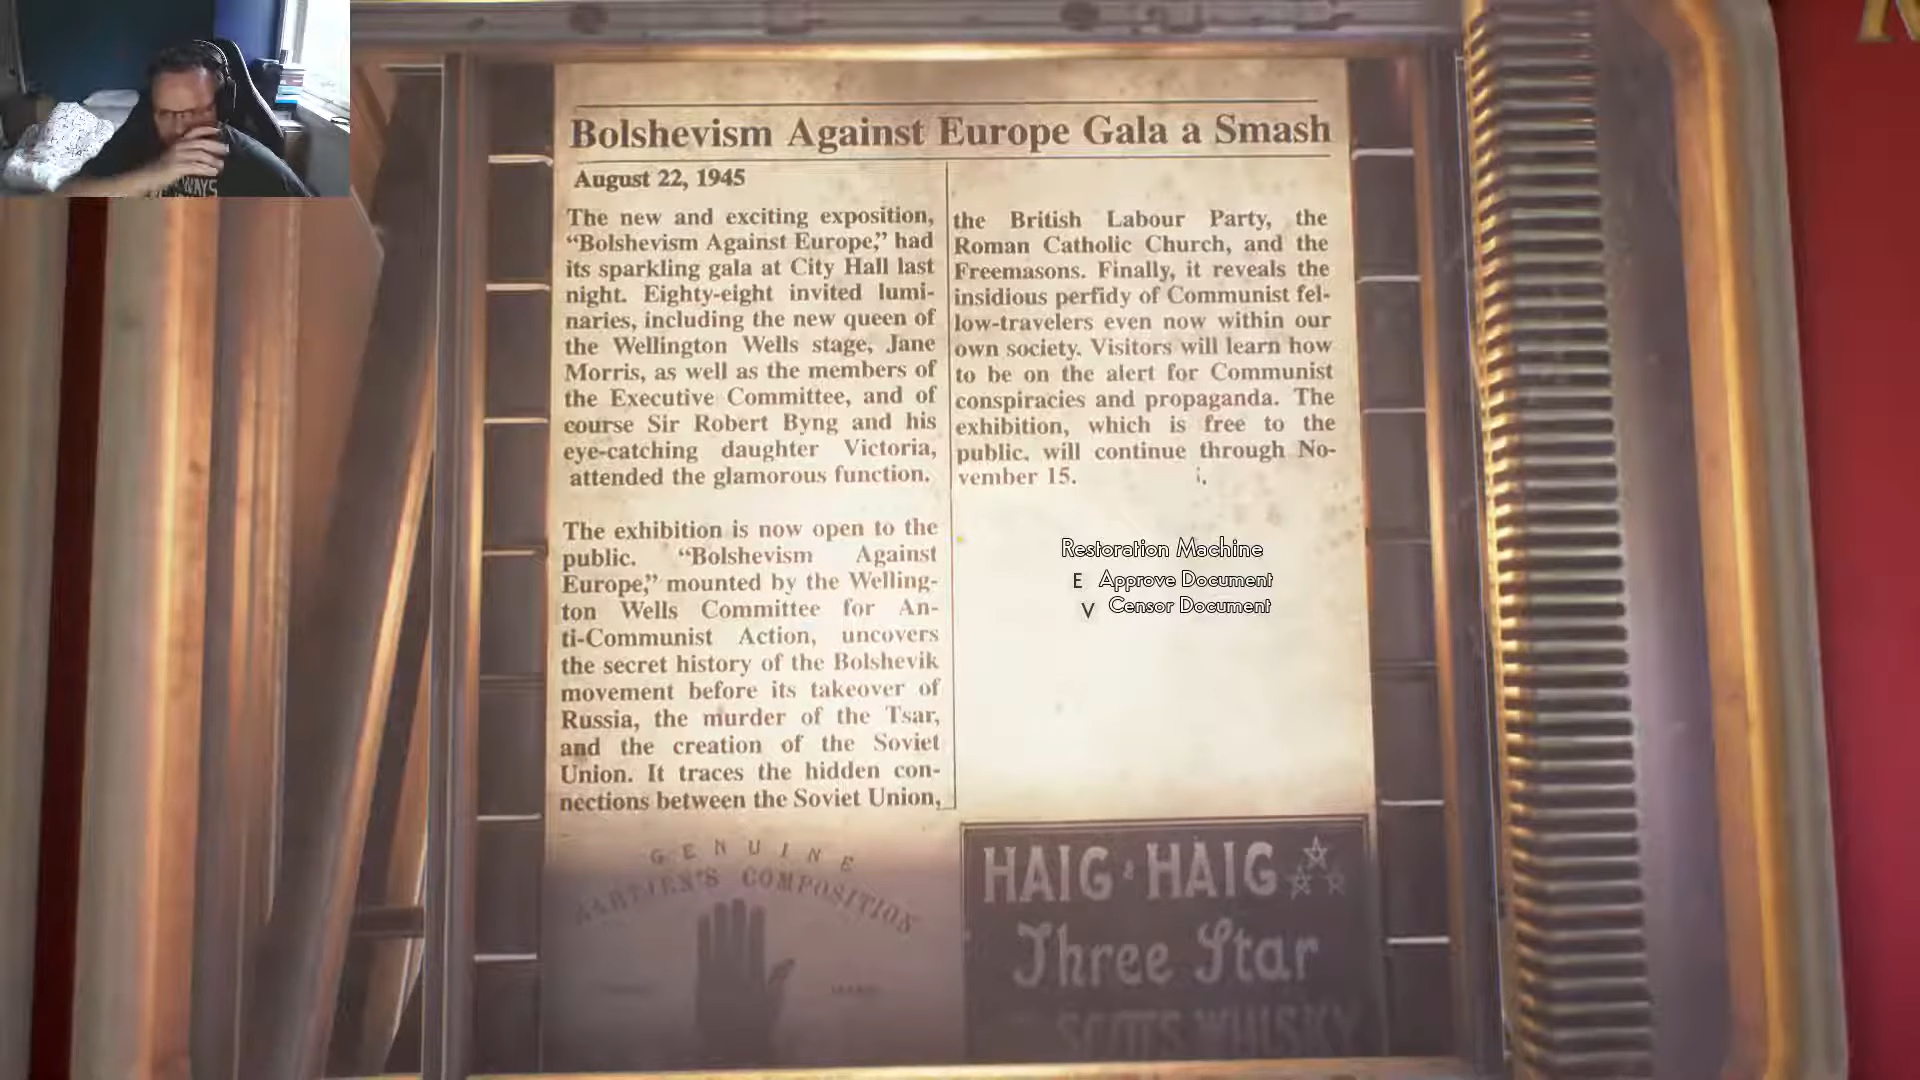 Bolshevism Against Europe Gala a Smash
August 22, 1945
The new and exciting exposition,
“Bolshevism Against Europe,” had
its sparkling gala at City Hall last
night. Eighty-eight invited lumi-
naries, including the new queen of
the Wellington Wells stage, Jane
Morris, as well as the members of
the Executive Committee, and of
course Sir Robert Byng and his
eye-catching daughter Victoria,
attended the glamorous function.
The exhibition is now open to the
public. “Bolshevism Against
Europe,” mounted by the Welling-
ton Wells Committee for An-
ti-Communist Action, uncovers
the secret history of the Bolshevik
movement before its takeover of
Russia, the murder of the Tsar,
and the creation of the Soviet
Union. It traces the hidden con-
nections between the Soviet Union,
the British Labour Party, the
Roman Catholic Church, and the
Freemasons. Finally, it reveals the
insidious perfidy of Communist fel-
low-travelers even now within our
own society. Visitors will learn how
to be on the alert for Communist
conspiracies and propaganda. The
exhibition, which is free to the
public, will continue through No-
vember 15.
Restoration Machine
E Approve Document
V Censor Document
GENUINE
COMPOSITION
HAIG & HAIG
Three Star
SCOTS WHISKY
WAYS